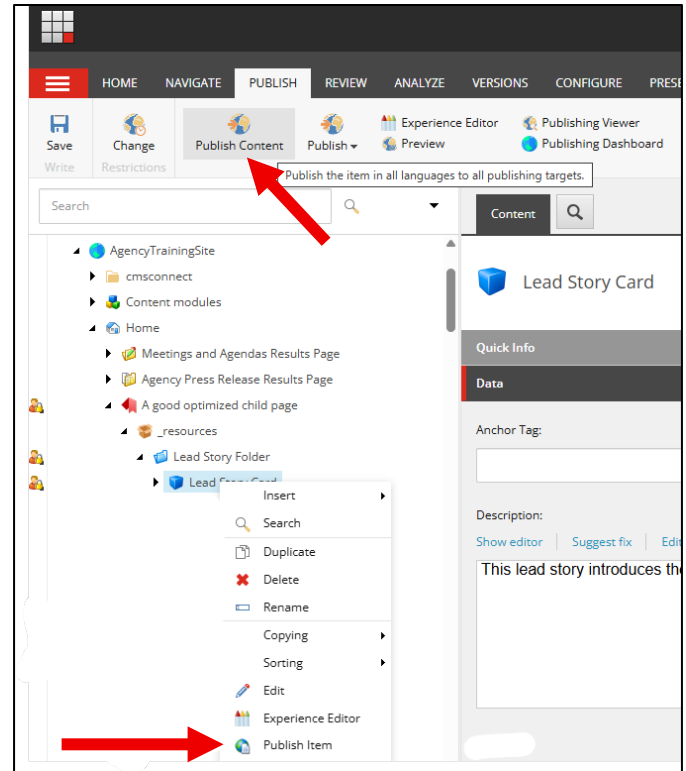 HOME NAVIGATE PUBLISH REVIEW ANALYZE VERSIONS CONFIGURE
Save Change Publish Content Publish Experience Editor Publishing Viewer
Write Restrictions Preview Publishing Dashboard
Publish the item in all languages to all publishing targets.
Search
Content
AgencyTrainingSite
cmsconnect
Content modules
Home
Meetings and Agendas Results Page
Agency Press Release Results Page
A good optimized child page
_resources
Lead Story Folder
Lead Story Card
Insert
Search
Duplicate
Delete
Rename
Copying
Sorting
Edit
Experience Editor
Publish Item
Lead Story Card
Quick Info
Data
Anchor Tag:
Description:
Show editor Suggest fix
This lead story introduces